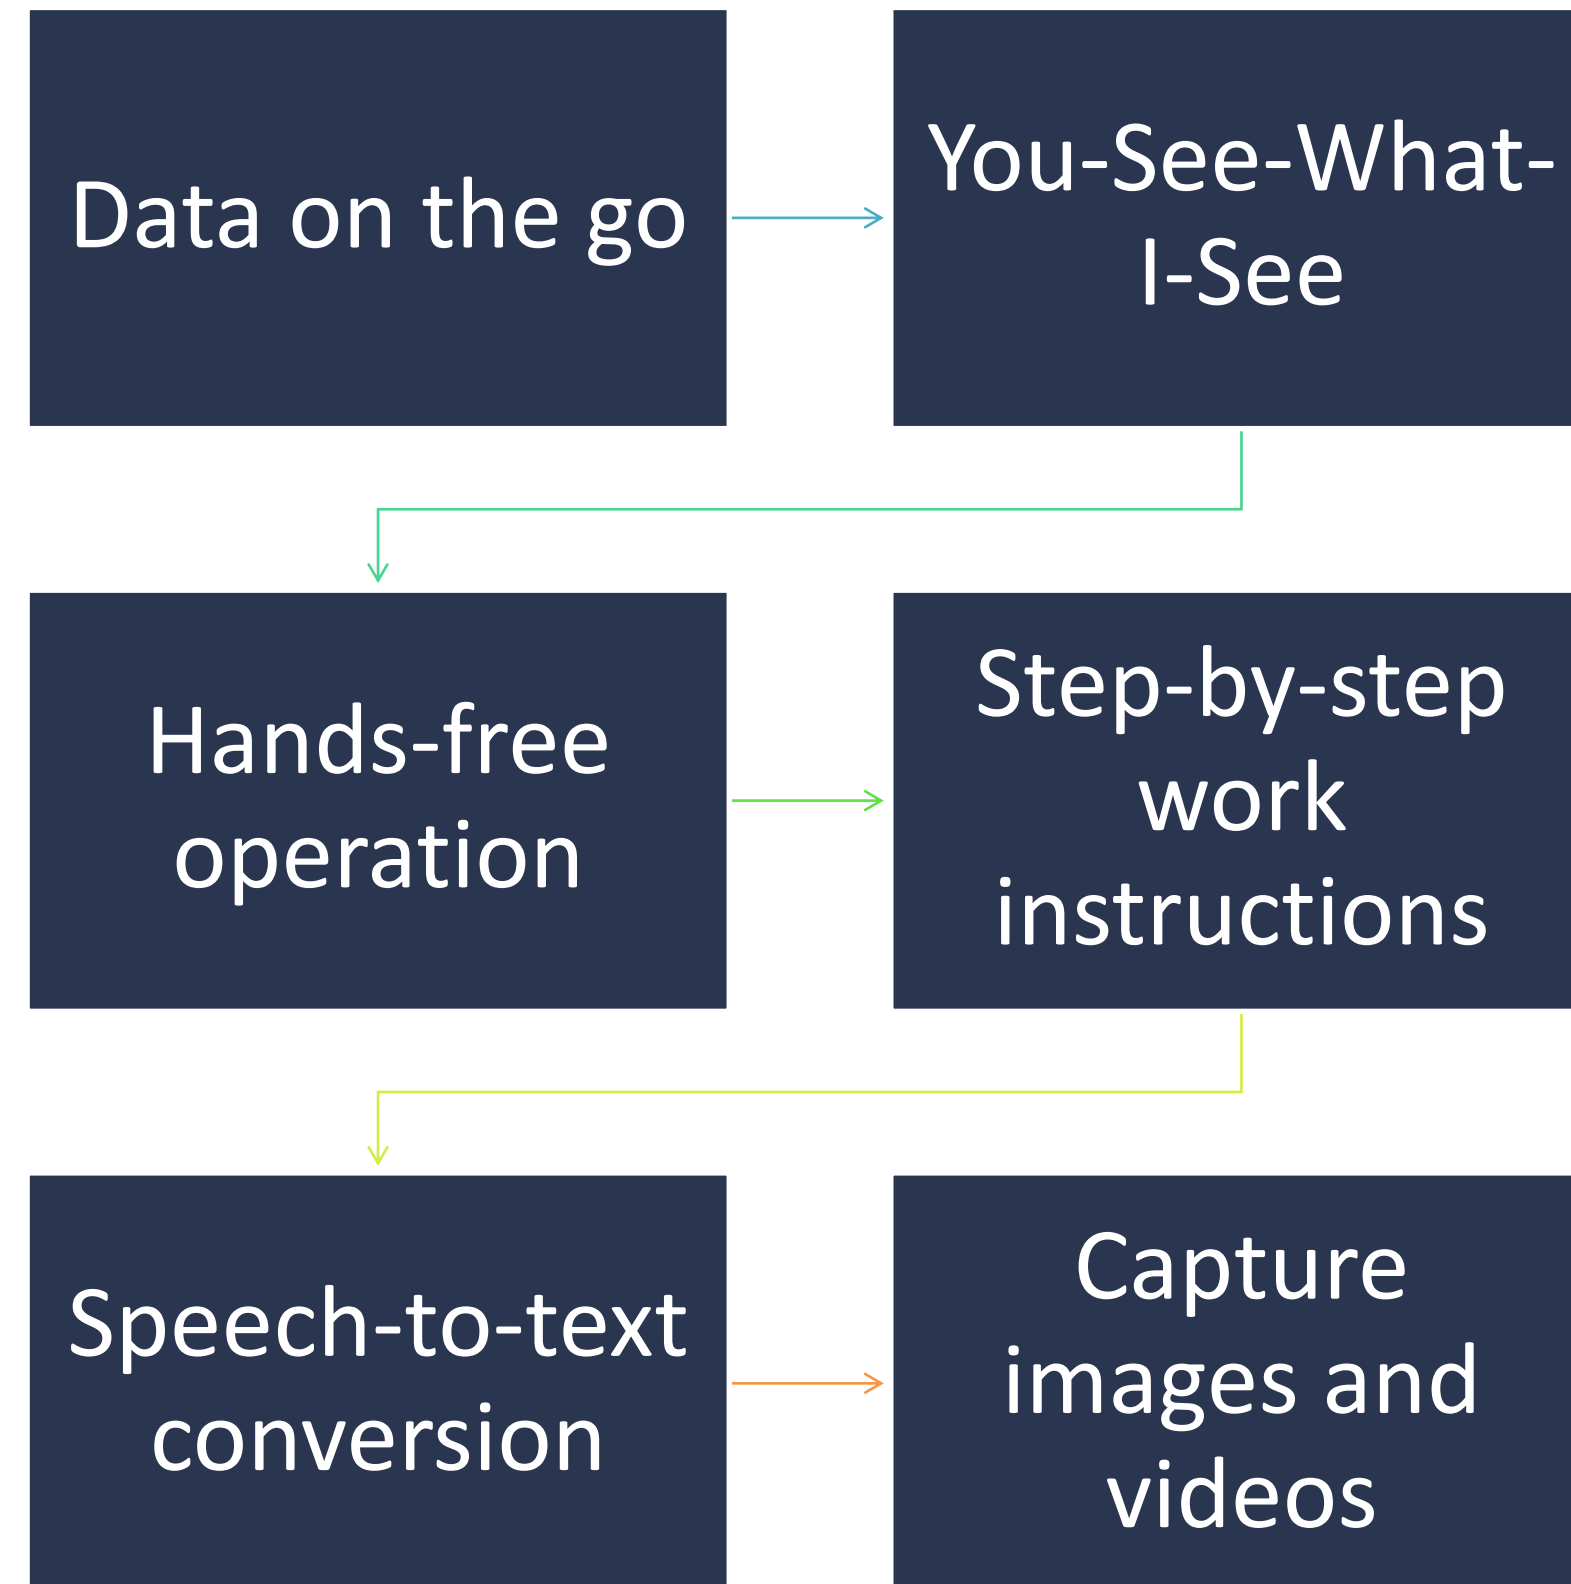 Data on the go
You-See-What-
I-See
Hands-free
operation
Step-by-step
work
instructions
Speech-to-text
conversion
Capture
images and
videos